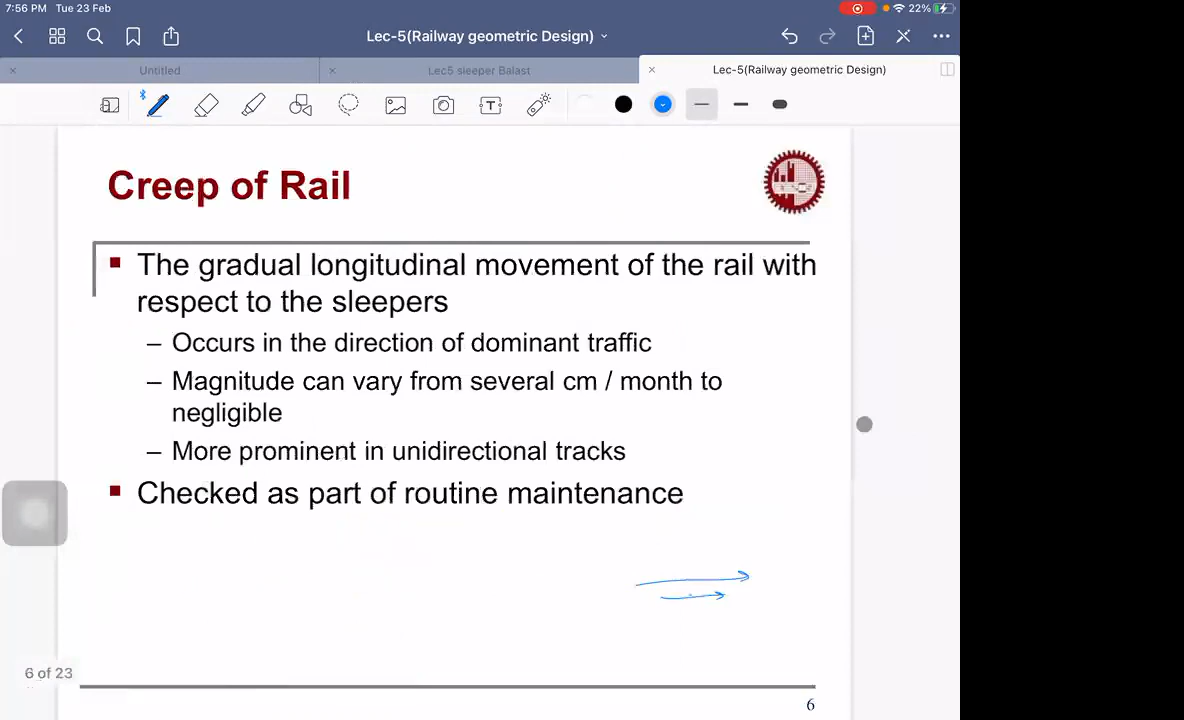 7:56 PM Tue 23 Feb
22%
Lec-5(Railway geometric Design)
Untitled
Lec5 sleeper Balast
Lec-5(Railway geometric Design)
T
Creep of Rail
▪ The gradual longitudinal movement of the rail with
respect to the sleepers
– Occurs in the direction of dominant traffic
– Magnitude can vary from several cm / month to
negligible
– More prominent in unidirectional tracks
▪ Checked as part of routine maintenance
6 of 23
6